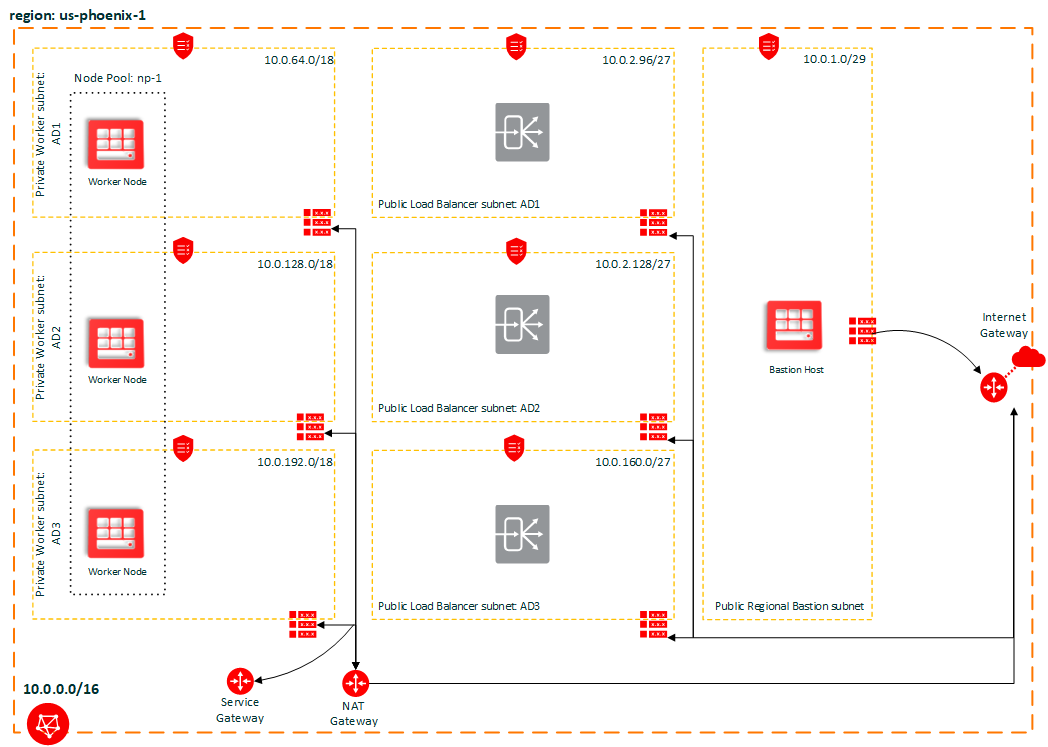 region: us-phoenix-1
10.0.64.0/18
10.0.2.96/27
10.0.1.0/29
Node Pool: np-1
Private Worker subnet:
AD1
Worker Node
Public Load Balancer subnet: AD1
10.0.128.0/18
10.0.2.128/27
Private Worker subnet:
AD2
Worker Node
Public Load Balancer subnet: AD2
Bastion Host
Internet
Gateway
10.0.192.0/18
10.0.160.0/27
Private Worker subnet:
AD3
Worker Node
Public Load Balancer subnet: AD3
Public Regional Bastion subnet
10.0.0.0/16
Service
Gateway
NAT
Gateway